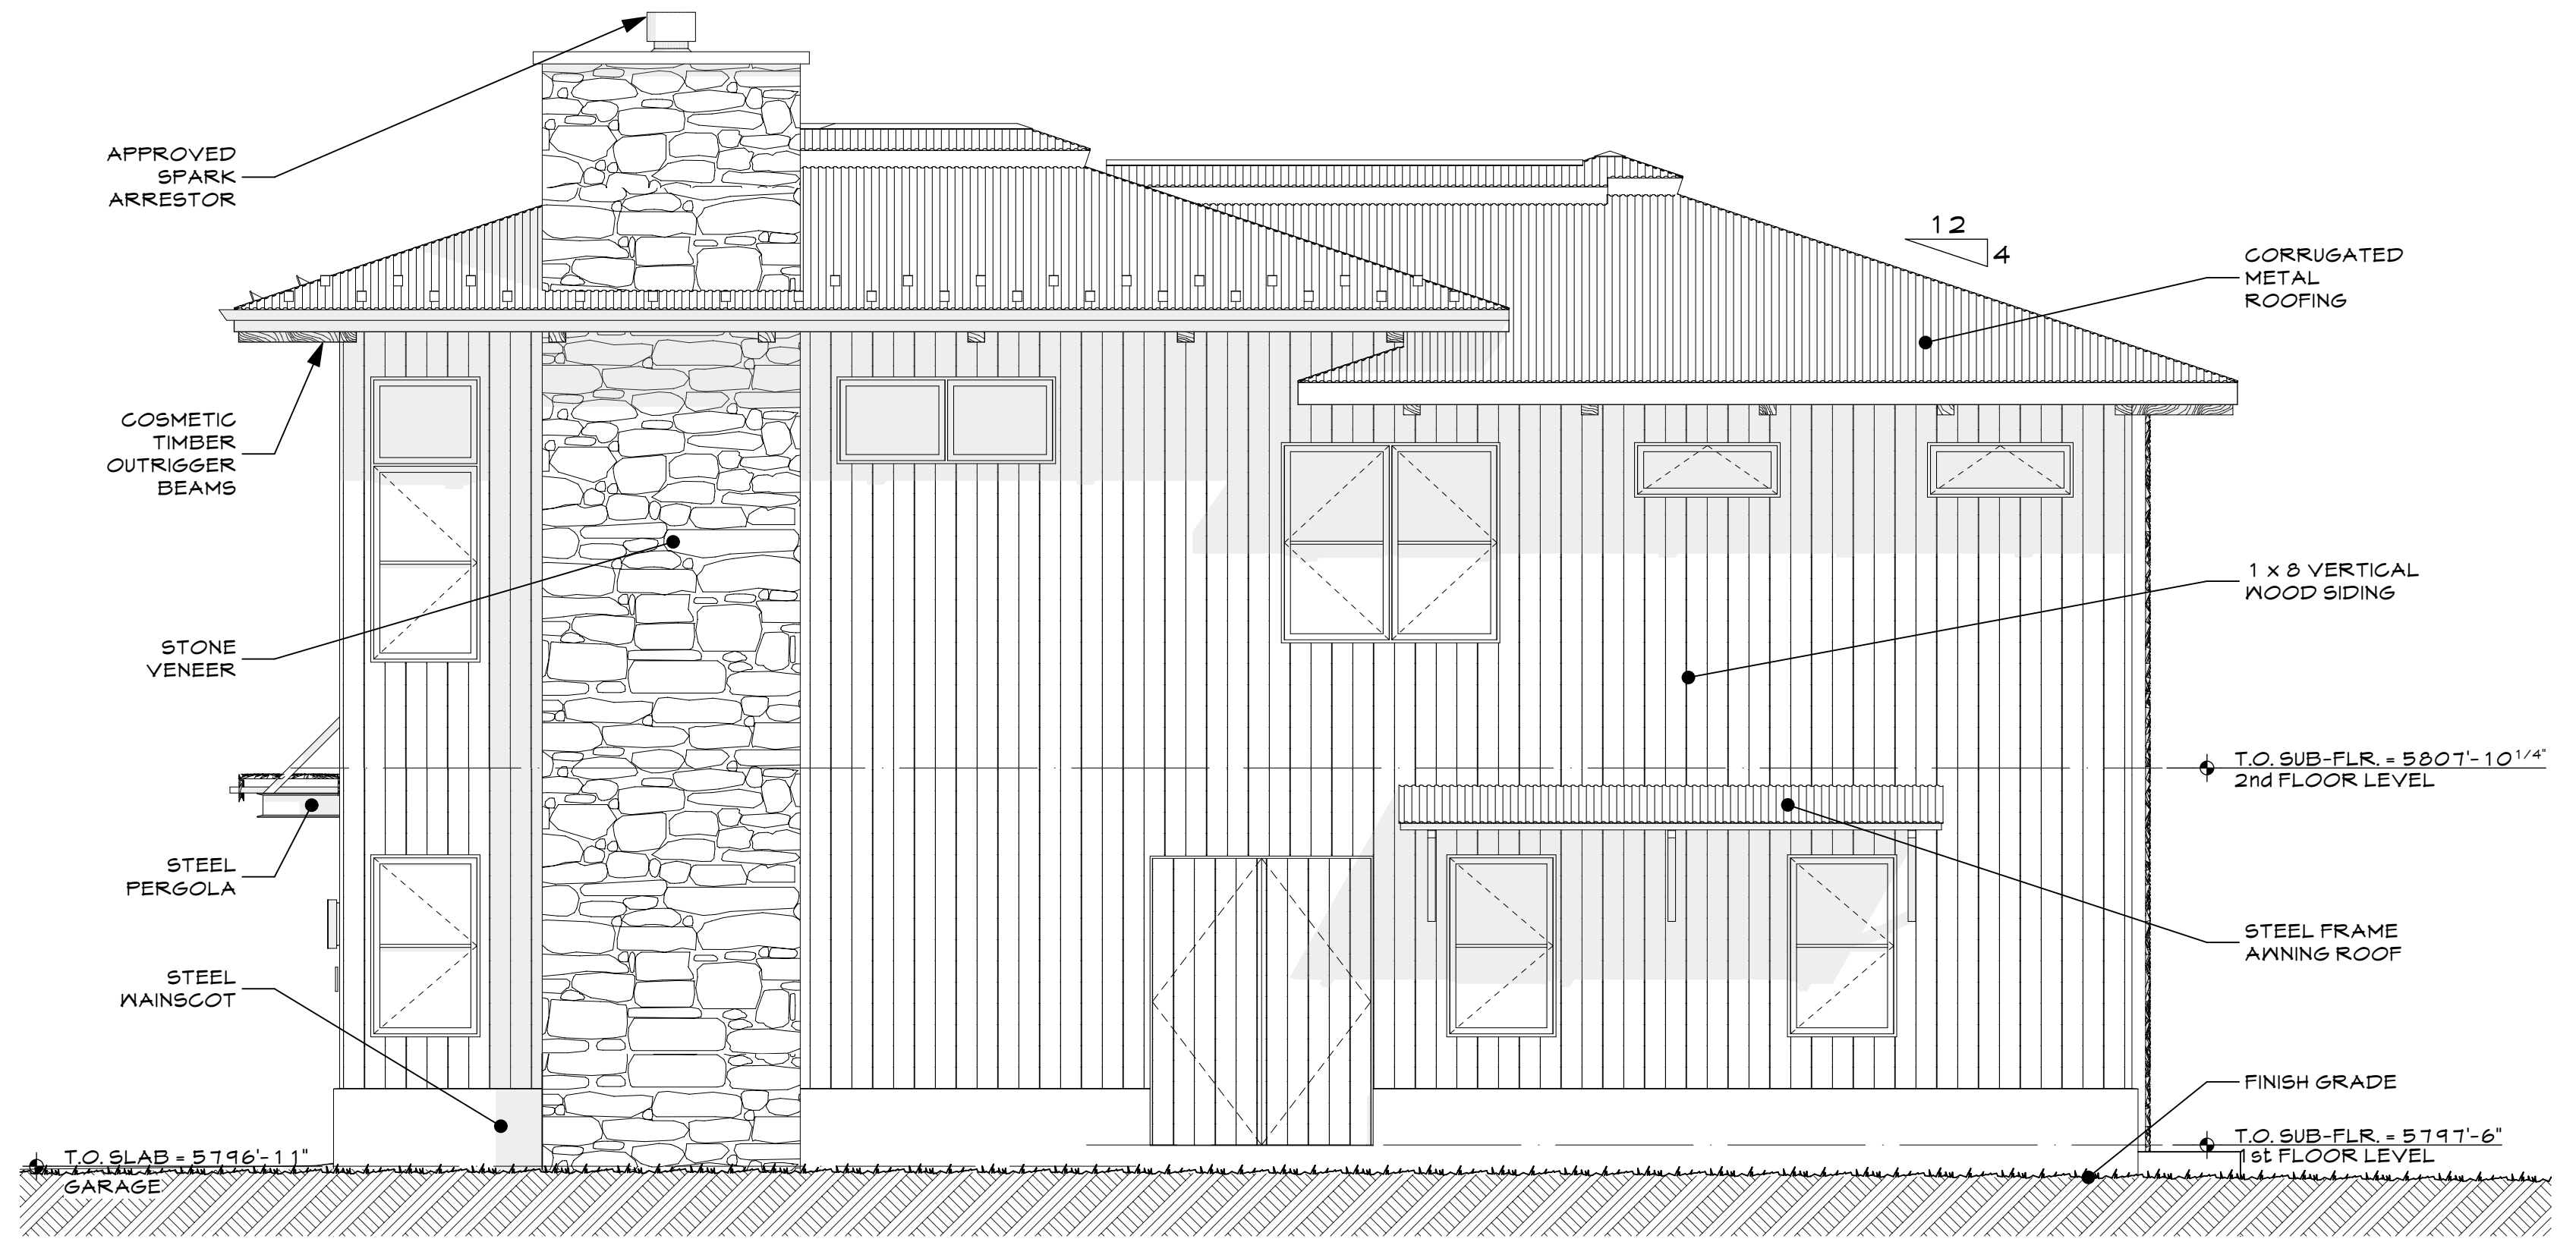 APPROVED
SPARK
ARRESTOR
12
4
CORRUGATED
METAL
ROOFING
COSMETIC
TIMBER
OUTRIGGER
BEAMS
1 x 8 VERTICAL
WOOD SIDING
STONE
VENEER
T.O. SUB-FLR. = 5807'-10 1/4"
2nd FLOOR LEVEL
STEEL
PERGOLA
STEEL FRAME
AWNING ROOF
STEEL
WAINSCOT
FINISH GRADE
T.O. SUB-FLR. = 5797'-6"
1st FLOOR LEVEL
T.O. SLAB = 5796'-11"
GARAGE